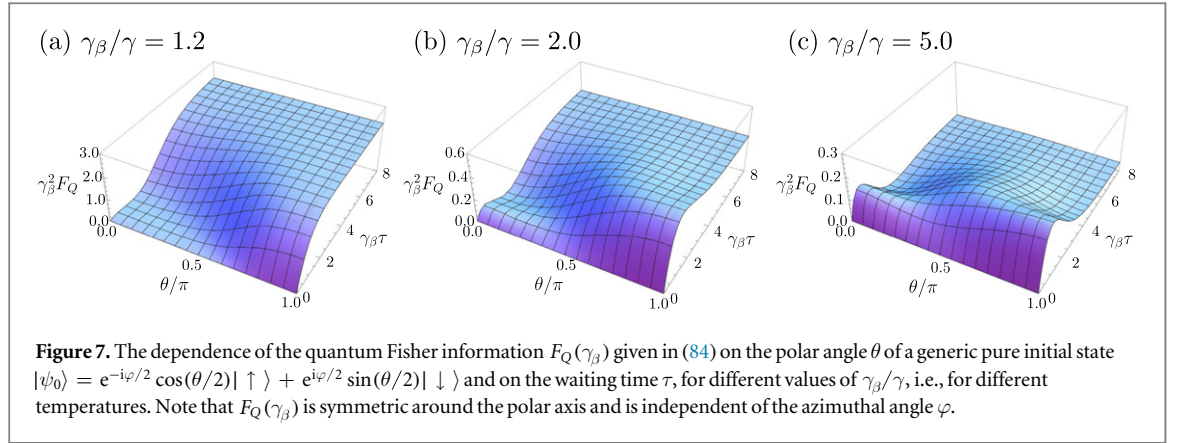 (a) γ_β/γ = 1.2 (b) γ_β/γ = 2.0 (c) γ_β/γ = 5.0
3.0
2.0
1.0
0.0
γ_β²F_Q
0.0
0.5
1.0
θ/π
0
2
4
6
8
γ_βτ
0.6
0.4
0.2
0.0
γ_β²F_Q
0.0
0.5
1.0
θ/π
0
2
4
6
8
γ_βτ
0.3
0.2
0.1
0.0
γ_β²F_Q
0.0
0.5
1.0
θ/π
0
2
4
6
8
γ_βτ
Figure 7. The dependence of the quantum Fisher information F_Q(γ_β) given in (84) on the polar angle θ of a generic pure initial state
|ψ₀⟩ = e^{−iφ/2} cos(θ/2)| ↑ ⟩ + e^{iφ/2} sin(θ/2)| ↓ ⟩ and on the waiting time τ, for different values of γ_β/γ, i.e., for different
temperatures. Note that F_Q(γ_β) is symmetric around the polar axis and is independent of the azimuthal angle φ.